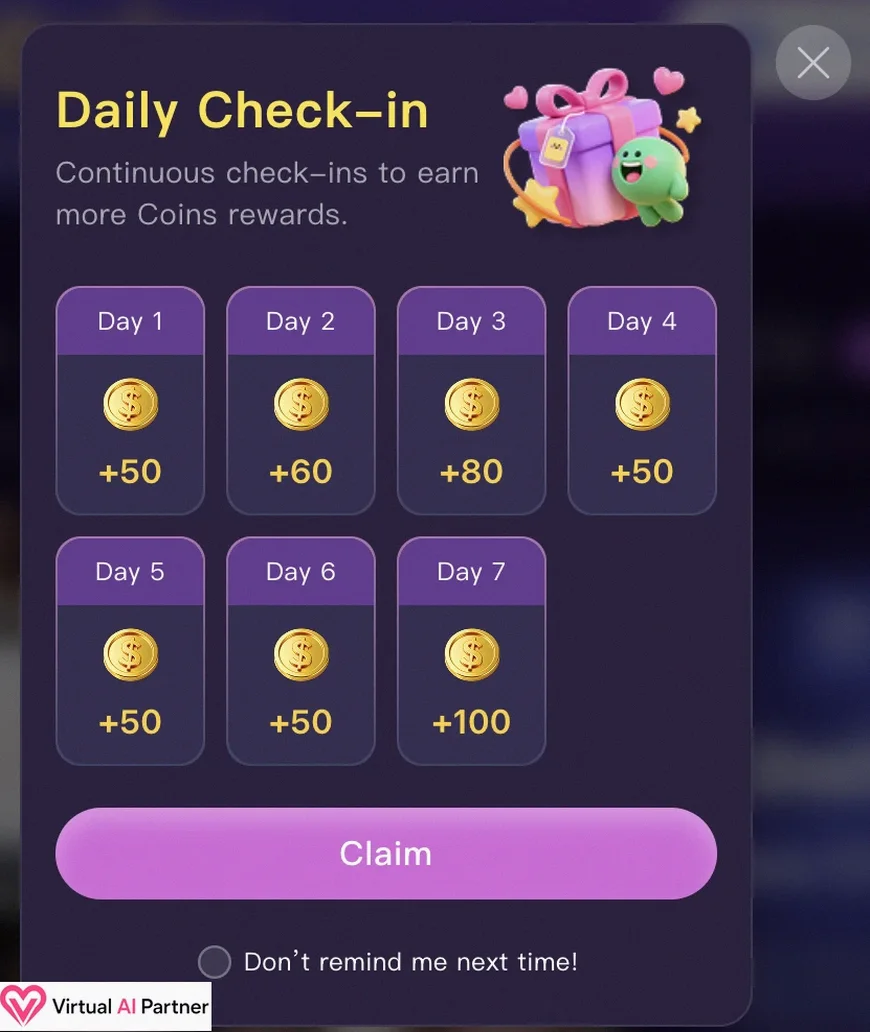 Daily Check-in
Continuous check-ins to earn
more Coins rewards.
Day 1
Day 2
Day 3
Day 4
+50
+60
+80
+50
Day 5
Day 6
Day 7
+50
+50
+100
Claim
Don't remind me next time!
Virtual AI Partner